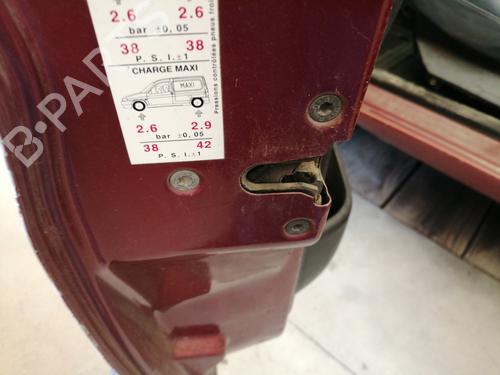 2.6 2.6
bar ±0,05
38 38
P. S. I.±1
CHARGE MAXI
MAXI
2.6 2.9
bar ±0,05
38 42
P. S. I.±1
Pressions contrôlées pneus
B-PARTS